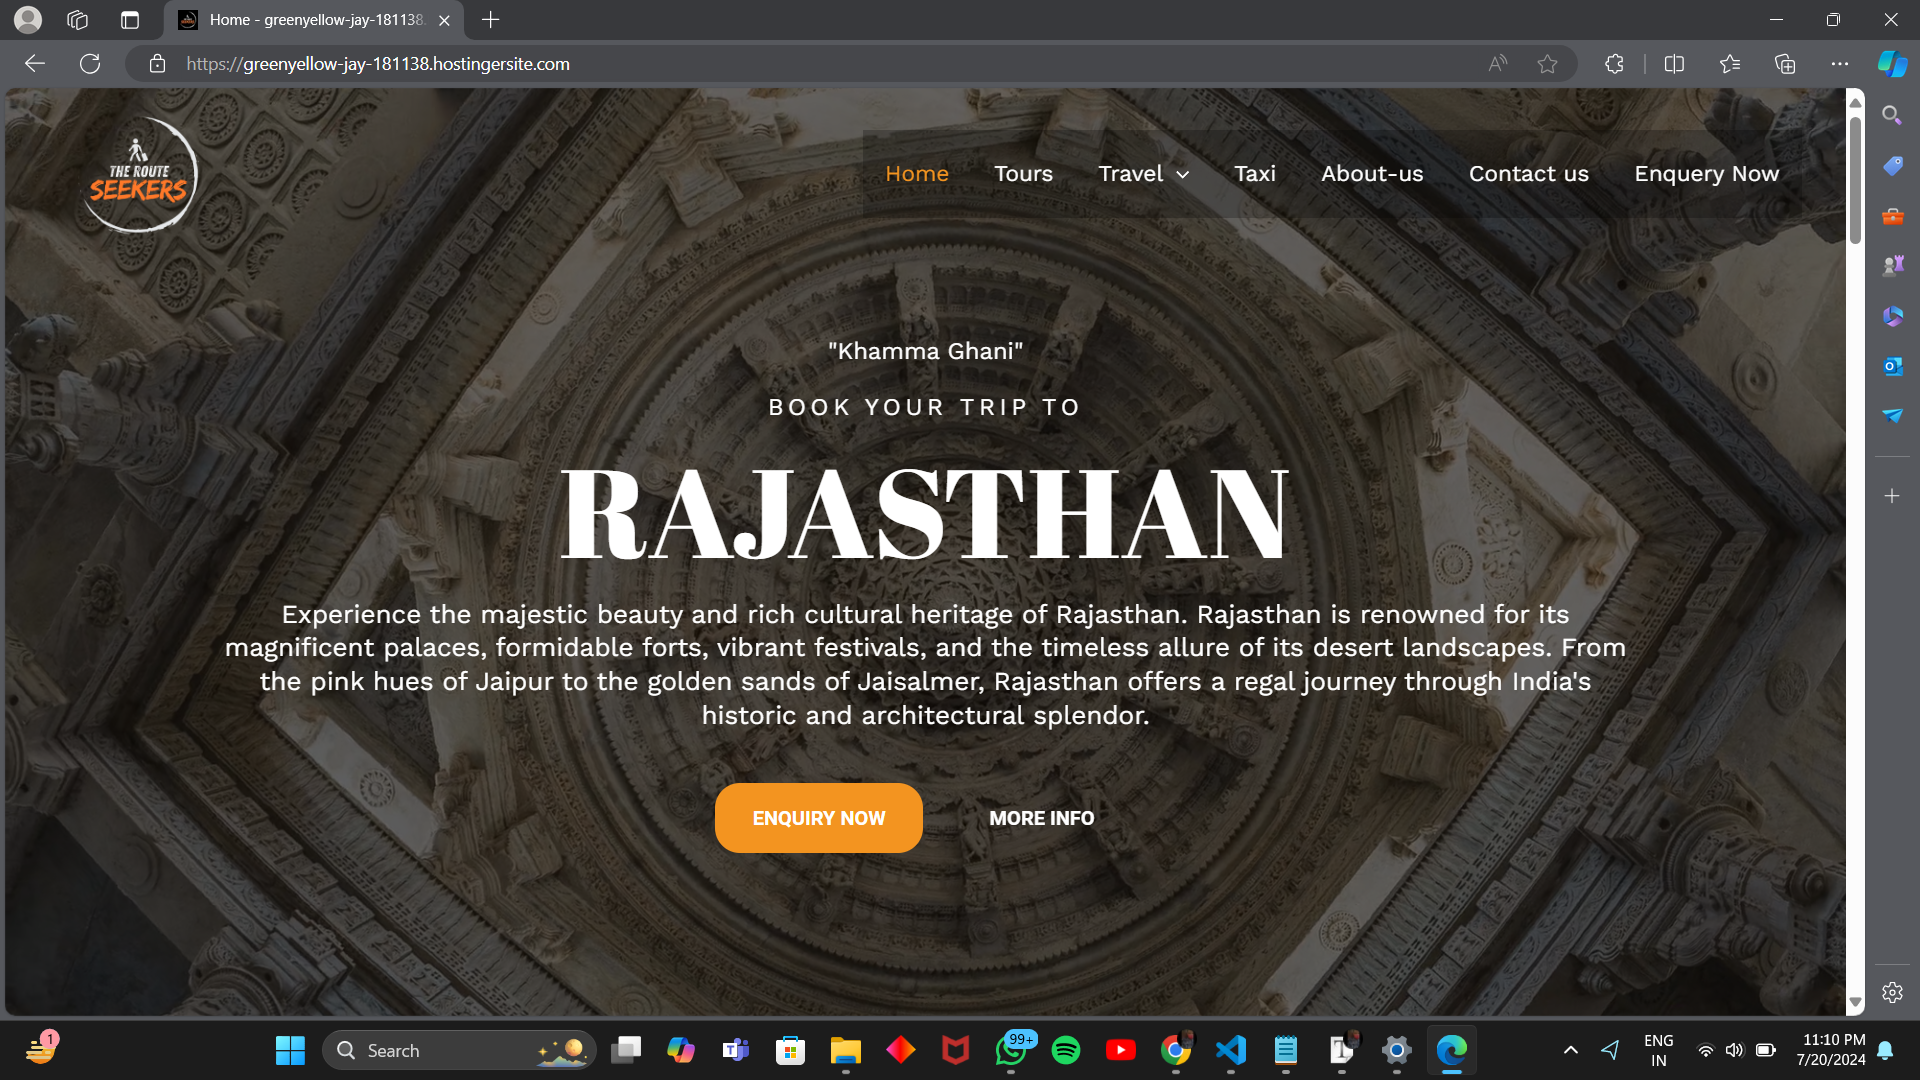 Home - greenyellow-jay-181138.
https://greenyellow-jay-181138.hostingersite.com
THE ROUTE
SEEKERS
Home
Tours
Travel
Taxi
About-us
Contact us
Enquery Now
"Khamma Ghani"
BOOK YOUR TRIP TO
RAJASTHAN
Experience the majestic beauty and rich cultural heritage of Rajasthan. Rajasthan is renowned for its
magnificent palaces, formidable forts, vibrant festivals, and the timeless allure of its desert landscapes. From
the pink hues of Jaipur to the golden sands of Jaisalmer, Rajasthan offers a regal journey through India's
historic and architectural splendor.
ENQUIRY NOW
MORE INFO
1
Search
99+
ENG
IN
11:10 PM
7/20/2024